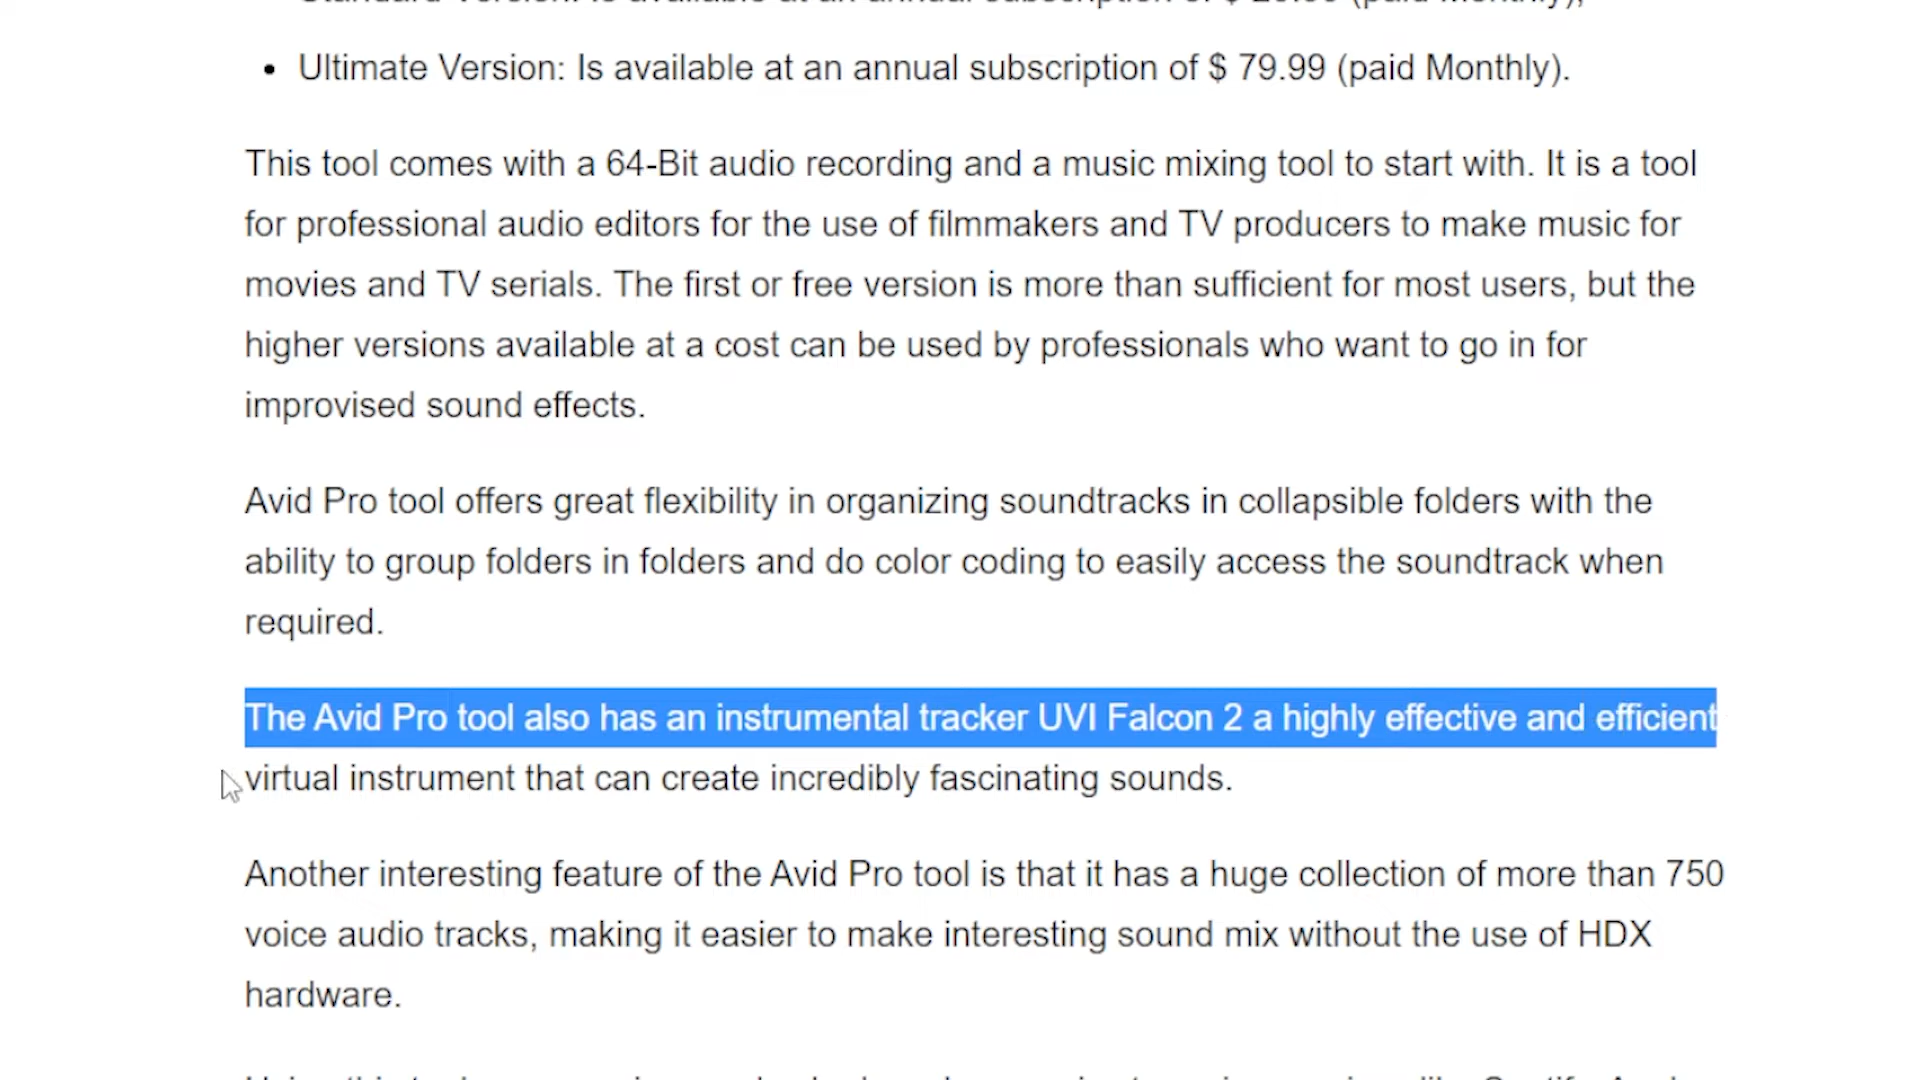 Ultimate Version: Is available at an annual subscription of $ 79.99 (paid Monthly).
This tool comes with a 64-Bit audio recording and a music mixing tool to start with. It is a tool
for professional audio editors for the use of filmmakers and TV producers to make music for
movies and TV serials. The first or free version is more than sufficient for most users, but the
higher versions available at a cost can be used by professionals who want to go in for
improvised sound effects.
Avid Pro tool offers great flexibility in organizing soundtracks in collapsible folders with the
ability to group folders in folders and do color coding to easily access the soundtrack when
required.
The Avid Pro tool also has an instrumental tracker UVI Falcon 2 a highly effective and efficient
virtual instrument that can create incredibly fascinating sounds.
Another interesting feature of the Avid Pro tool is that it has a huge collection of more than 750
voice audio tracks, making it easier to make interesting sound mix without the use of HDX
hardware.